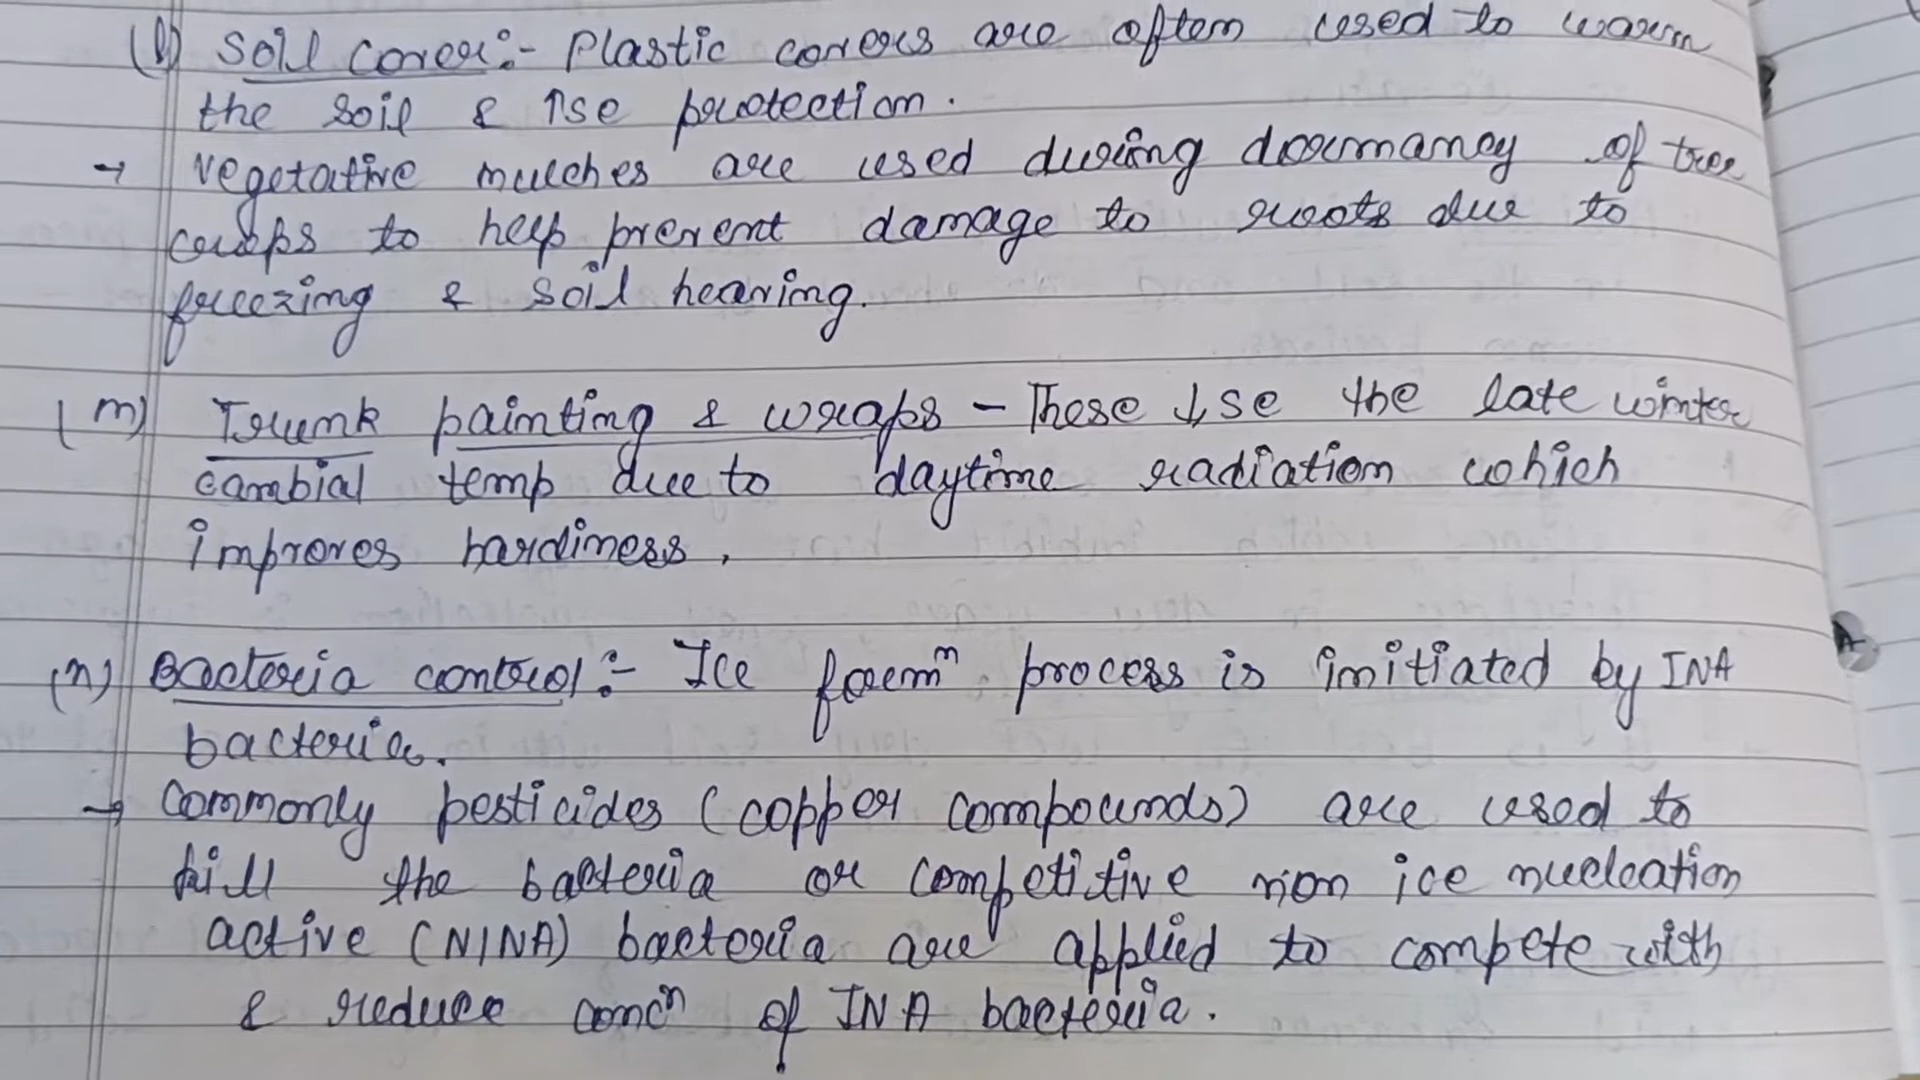 (l) Soil cover:- Plastic covers are often used to warm
the soil & ↑se protection.
→ vegetative mulches are used during dormancy of tree
crops to help prevent damage to roots due to
freezing & soil heaving.
(m) Trunk painting & wraps - These ↓se the late winter
cambial temp due to daytime radiation which
improves hardiness.
(n) Bacteria control:- Ice formⁿ process is initiated by INA
bacteria.
→ Commonly pesticides (copper compounds) are used to
kill the bacteria or competitive non ice nucleation
active (NINA) bacteria are applied to compete with
& reduce concⁿ of INA bacteria.